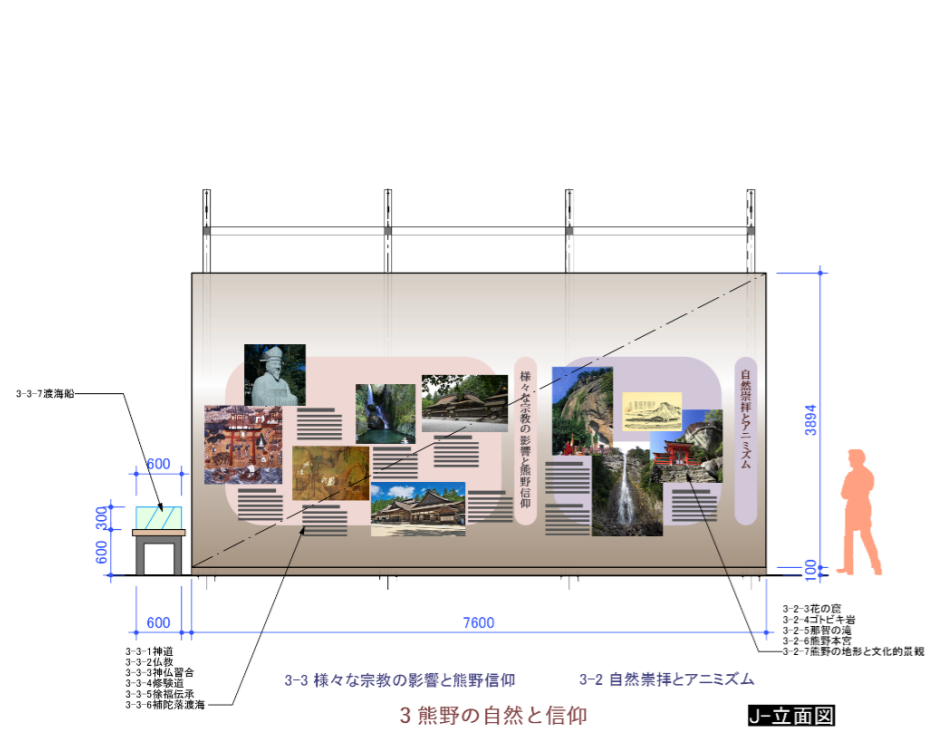 様々な宗教の影響と熊野信仰
自然崇拝とアニミズム
3-3-7渡海船
600
300
600
3894
100
600
7600
3-3-1神道
3-3-2仏教
3-3-3神仏習合
3-3-4修験道
3-3-5徐福伝承
3-3-6補陀落渡海
3-2-3花の窟
3-2-4ゴトビキ岩
3-2-5那智の滝
3-2-6熊野本宮
3-2-7熊野の地形と文化的景観
3-3 様々な宗教の影響と熊野信仰
3-2 自然崇拝とアニミズム
3 熊野の自然と信仰
J-立面図